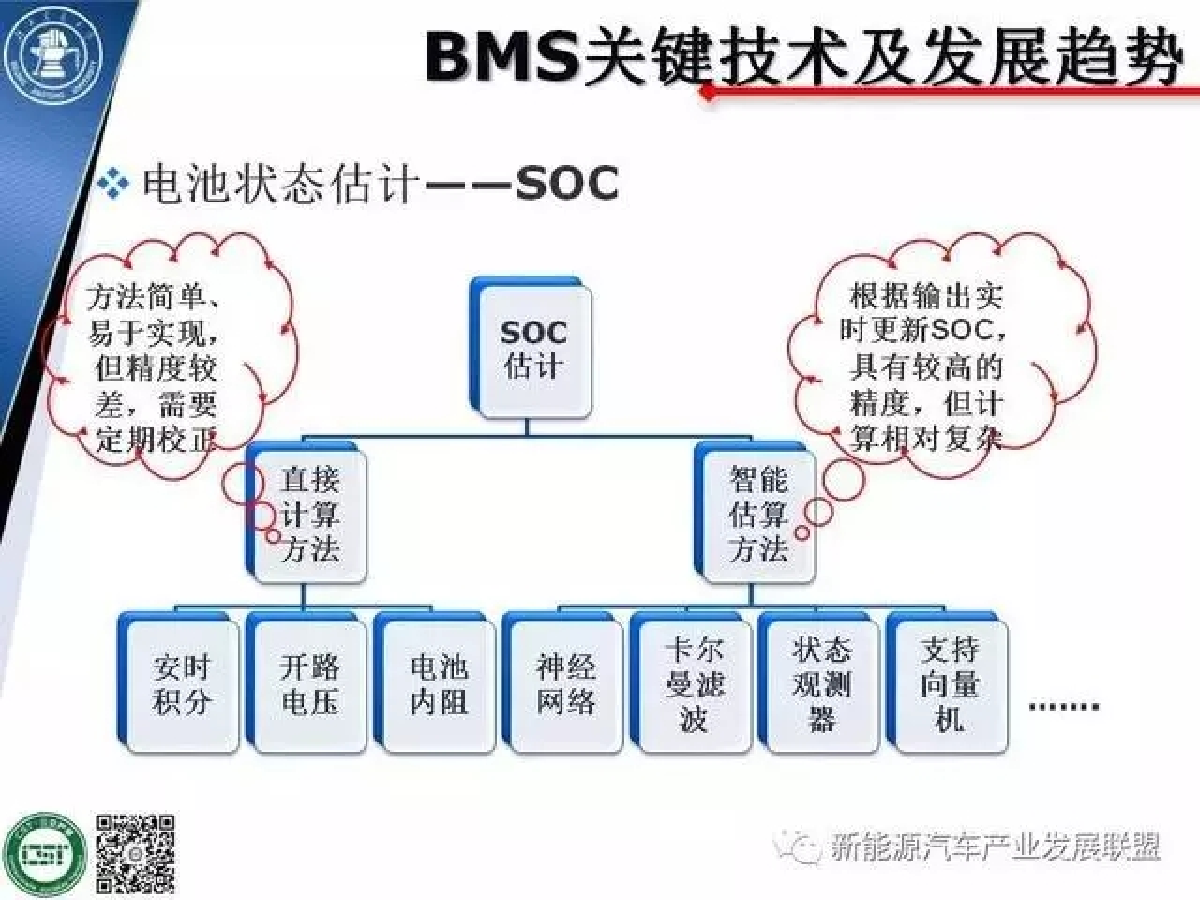 BMS关键技术及发展趋势
电池状态估计——SOC
方法简单、
易于实现，
但精度较
差，需要
定期校正
根据输出实
时更新SOC，
具有较高的
精度，但计
算相对复杂
SOC
估计
直接
计算
方法
智能
估算
方法
安时
积分
开路
电压
电池
内阻
神经
网络
卡尔
曼滤
波
状态
观测
器
支持
向量
机
.......
CST
新能源汽车产业发展联盟